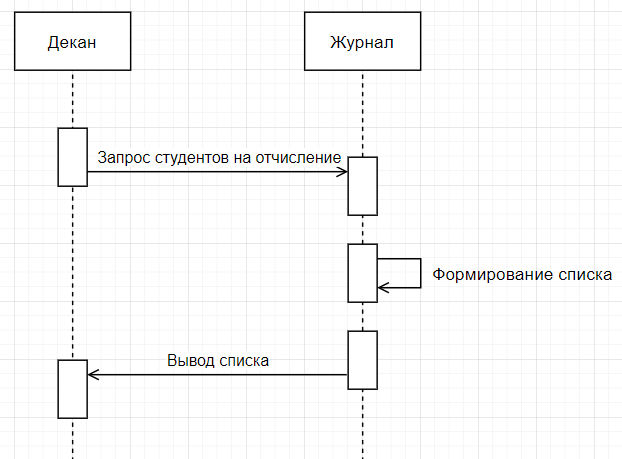 Декан
Журнал
Запрос студентов на отчисление
Формирование списка
Вывод списка